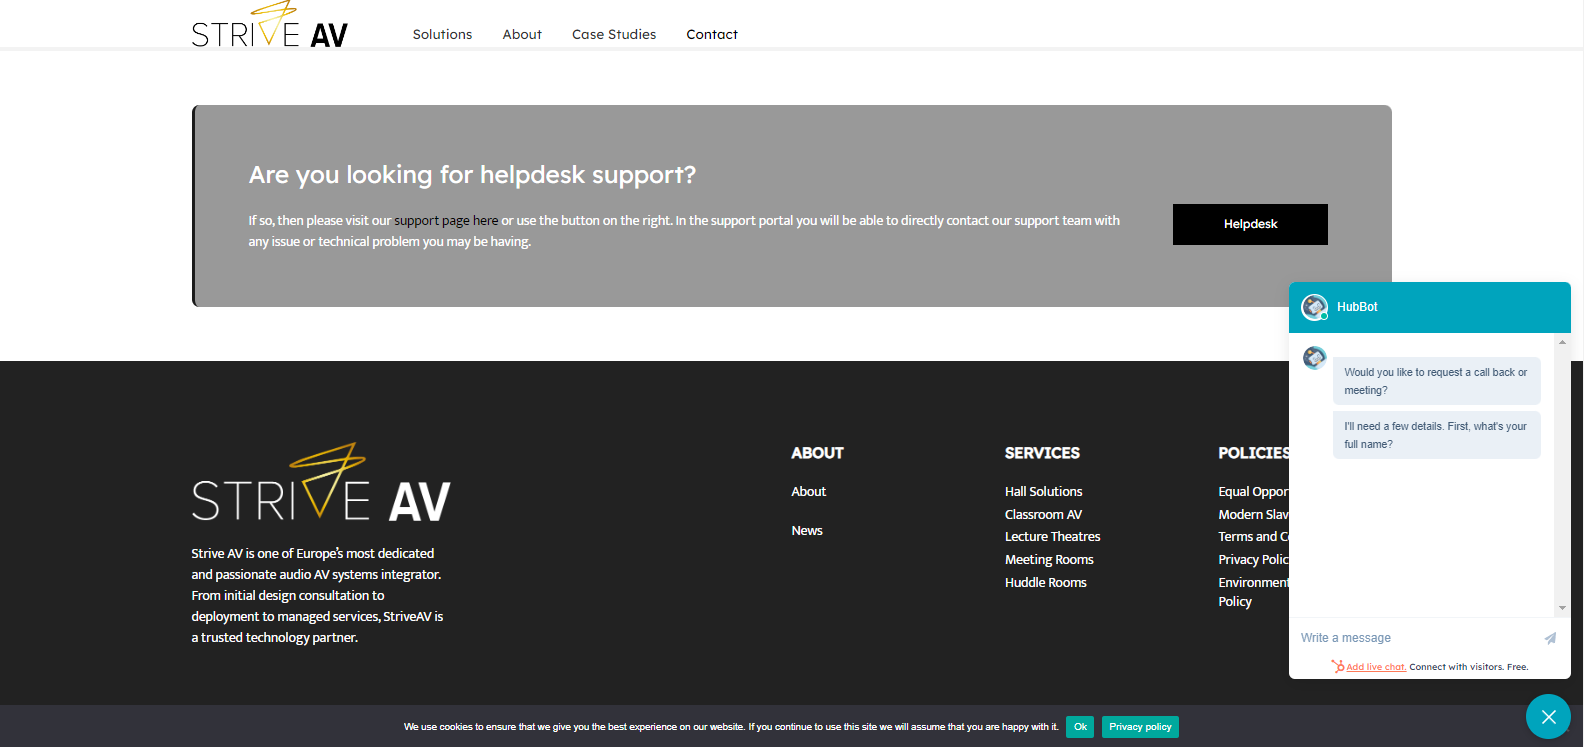 STRIVE AV
Solutions
About
Case Studies
Contact
Are you looking for helpdesk support?
If so, then please visit our support page here or use the button on the right. In the support portal you will be able to directly contact our support team with
any issue or technical problem you may be having.
Helpdesk
HubBot
Would you like to request a call back or
meeting?
I'll need a few details. First, what's your
full name?
Write a message
Add live chat. Connect with visitors. Free.
STRIVE AV
Strive AV is one of Europe's most dedicated
and passionate audio AV systems integrator.
From initial design consultation to
deployment to managed services, StriveAV is
a trusted technology partner.
ABOUT
About
News
SERVICES
Hall Solutions
Classroom AV
Lecture Theatres
Meeting Rooms
Huddle Rooms
POLICIES
Equal Oppor
Modern Slav
Terms and C
Privacy Polic
Environment
Policy
We use cookies to ensure that we give you the best experience on our website. If you continue to use this site we will assume that you are happy with it.
Ok
Privacy policy